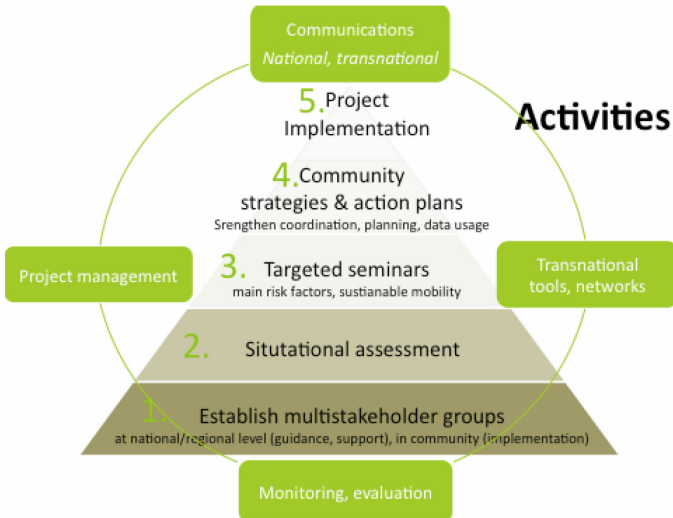 Communications
National, transnational
Activities
5. Project
Implementation
4. Community
strategies & action plans
Srengthen coordination, planning, data usage
Project management
3. Targeted seminars
main risk factors, sustianable mobility
Transnational
tools, networks
2. Situtational assessment
1. Establish multistakeholder groups
at national/regional level (guidance, support), in community (implementation)
Monitoring, evaluation